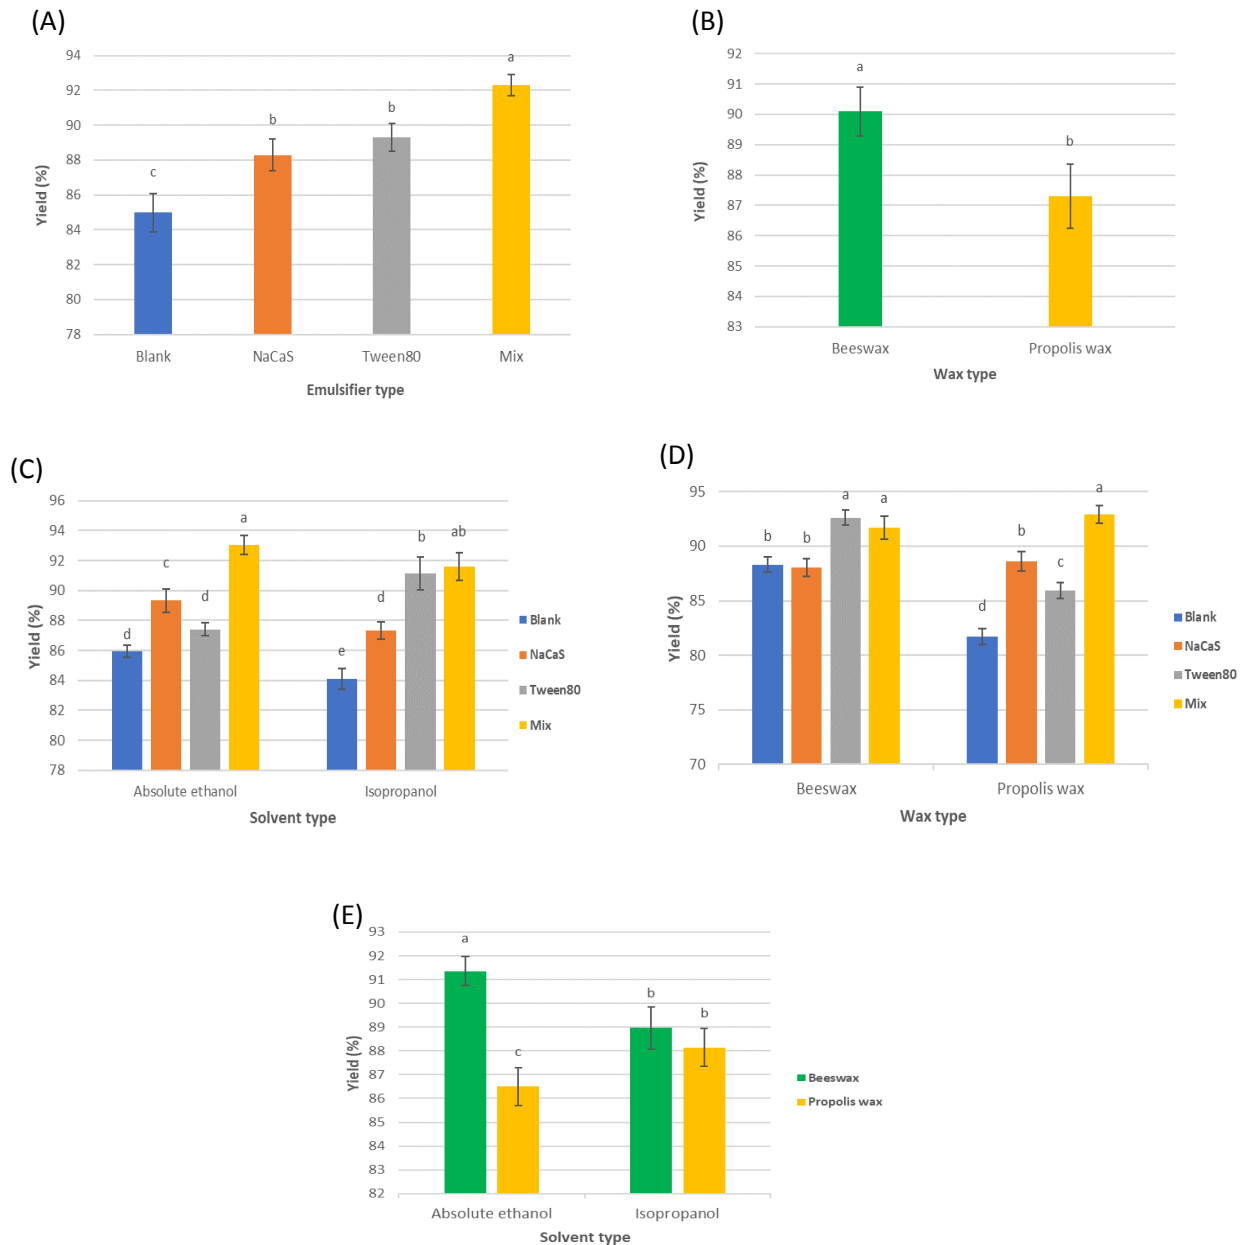 (A)
Yield (%)
94
92
90
88
86
84
82
80
78
c
b
b
a
Blank NaCaS Tween80 Mix
Emulsifier type
(B)
Yield (%)
92
91
90
89
88
87
86
85
84
83
a
b
Beeswax Propolis wax
Wax type
(C)
Yield (%)
96
94
92
90
88
86
84
82
80
78
d c d a e d b ab
Absolute ethanol Isopropanol
Solvent type
Blank
NaCaS
Tween80
Mix
(D)
Yield (%)
95
90
85
80
75
70
b b a a d b c a
Beeswax Propolis wax
Wax type
Blank
NaCaS
Tween80
Mix
(E)
Yield (%)
93
92
91
90
89
88
87
86
85
84
83
82
a c b b
Absolute ethanol Isopropanol
Solvent type
Beeswax
Propolis wax